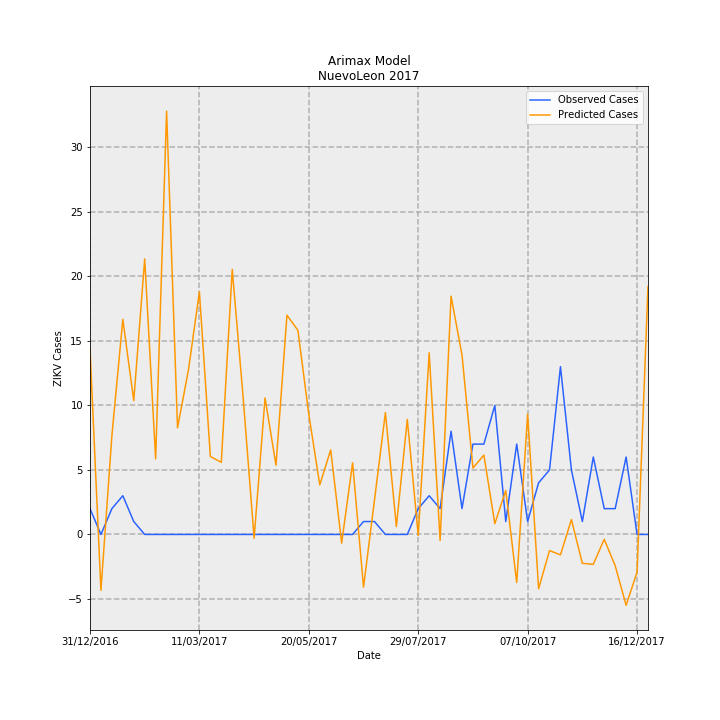 Arimax Model
NuevoLeon 2017
Observed Cases
Predicted Cases
ZIKV Cases
30
25
20
15
10
5
0
−5
31/12/2016 11/03/2017 20/05/2017 29/07/2017 07/10/2017 16/12/2017
Date